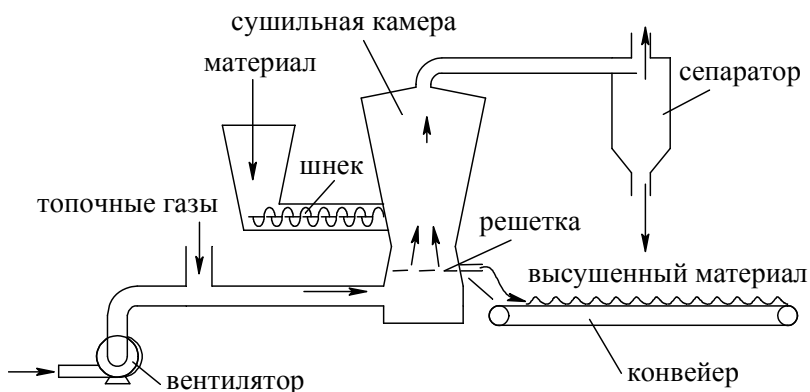 сушильная камера
материал
сепаратор
шнек
топочные газы
решетка
высушенный материал
конвейер
вентилятор